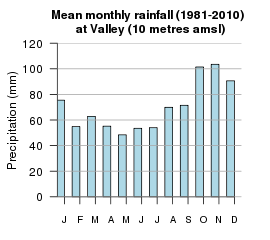 Mean monthly rainfall (1981-2010)
at Valley (10 metres amsl)
Precipitation (mm)
120
100
80
60
40
20
0
J F M A M J J A S O N D